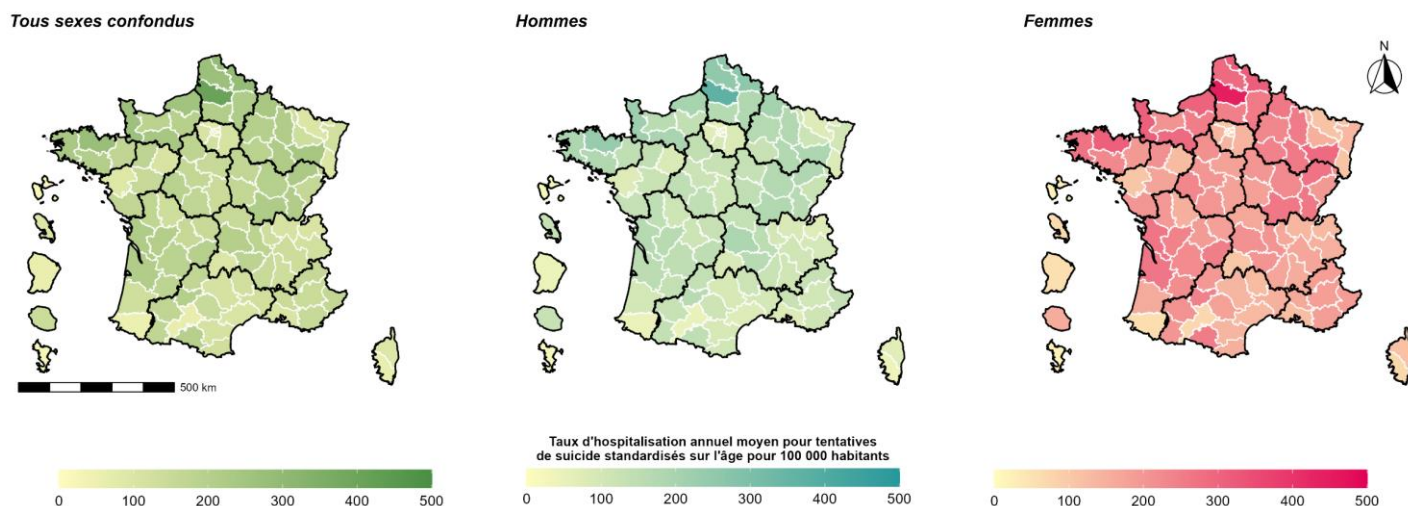 Tous sexes confondus
Hommes
Femmes
N
500 km
Taux d'hospitalisation annuel moyen pour tentatives
de suicide standardisés sur l'âge pour 100 000 habitants
0 100 200 300 400 500
0 100 200 300 400 500
0 100 200 300 400 500